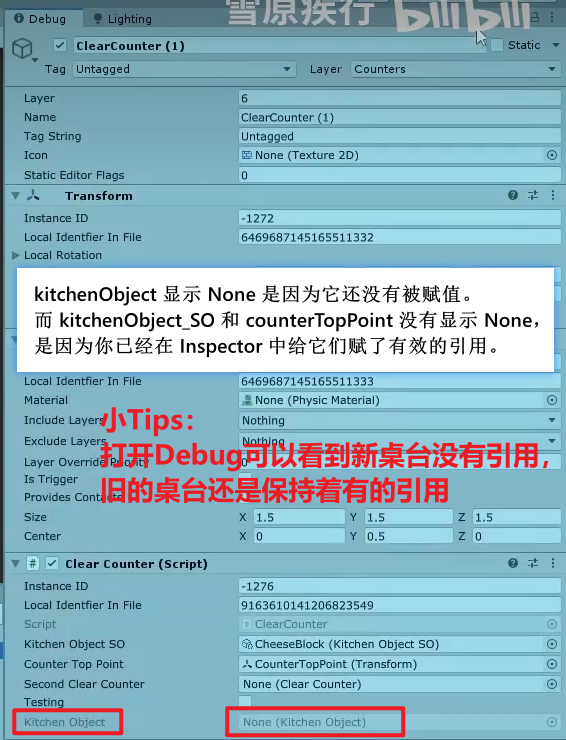 Debug Lighting
雪原疾行 bilibili
ClearCounter (1) Static
Tag Untagged Layer Counters
Layer 6
Name ClearCounter (1)
Tag String Untagged
Icon None (Texture 2D)
Static Editor Flags 0
Transform
Instance ID -1272
Local Identfier In File 6469687145165511332
Local Rotation
kitchenObject 显示 None 是因为它还没有被赋值。
而 kitchenObject_SO 和 counterTopPoint 没有显示 None，
是因为你已经在 Inspector 中给它们赋了有效的引用。
Local Identfier In File 6469687145165511333
Material None (Physic Material)
小Tips：
Include Layers Nothing
Exclude Layers Nothing
打开Debug可以看到新桌台没有引用，
Layer Override Priority 0
Is Trigger
旧的桌台还是保持着有的引用
Provides Contacts
Size X 1.5 Y 1.5 Z 1.5
Center X 0 Y 0.5 Z 0
# Clear Counter (Script)
Instance ID -1276
Local Identfier In File 9163610141206823549
Script ClearCounter
Kitchen Object SO CheeseBlock (Kitchen Object SO)
Counter Top Point CounterTopPoint (Transform)
Second Clear Counter None (Clear Counter)
Testing
Kitchen Object None (Kitchen Object)